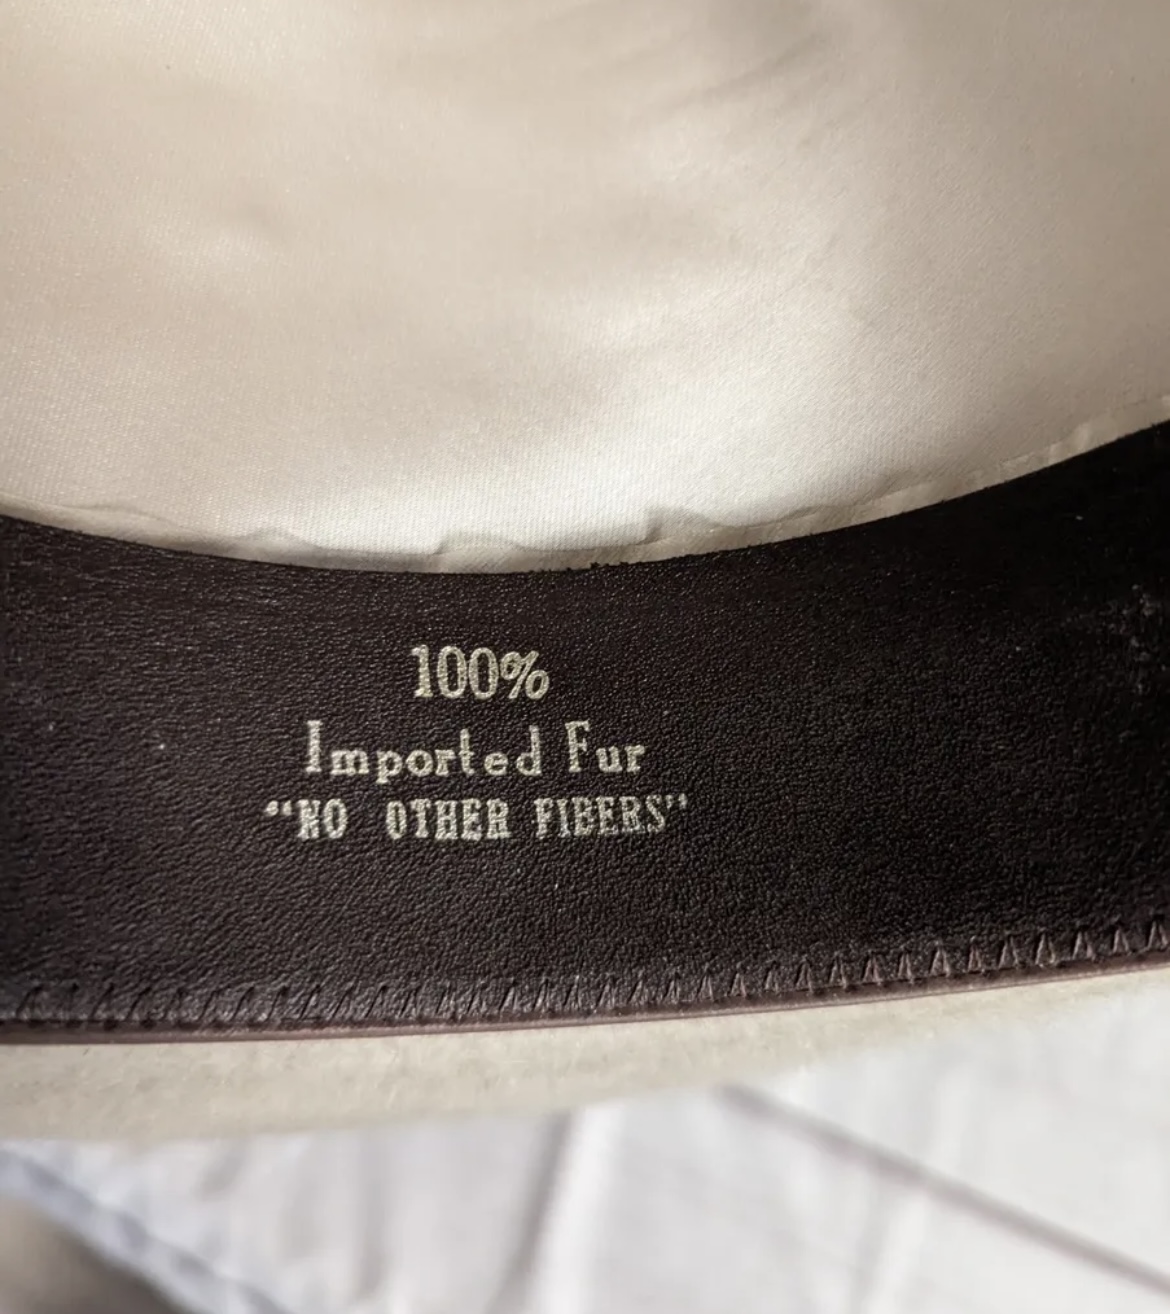 100%
Imported Fur
"NO OTHER FIBERS"